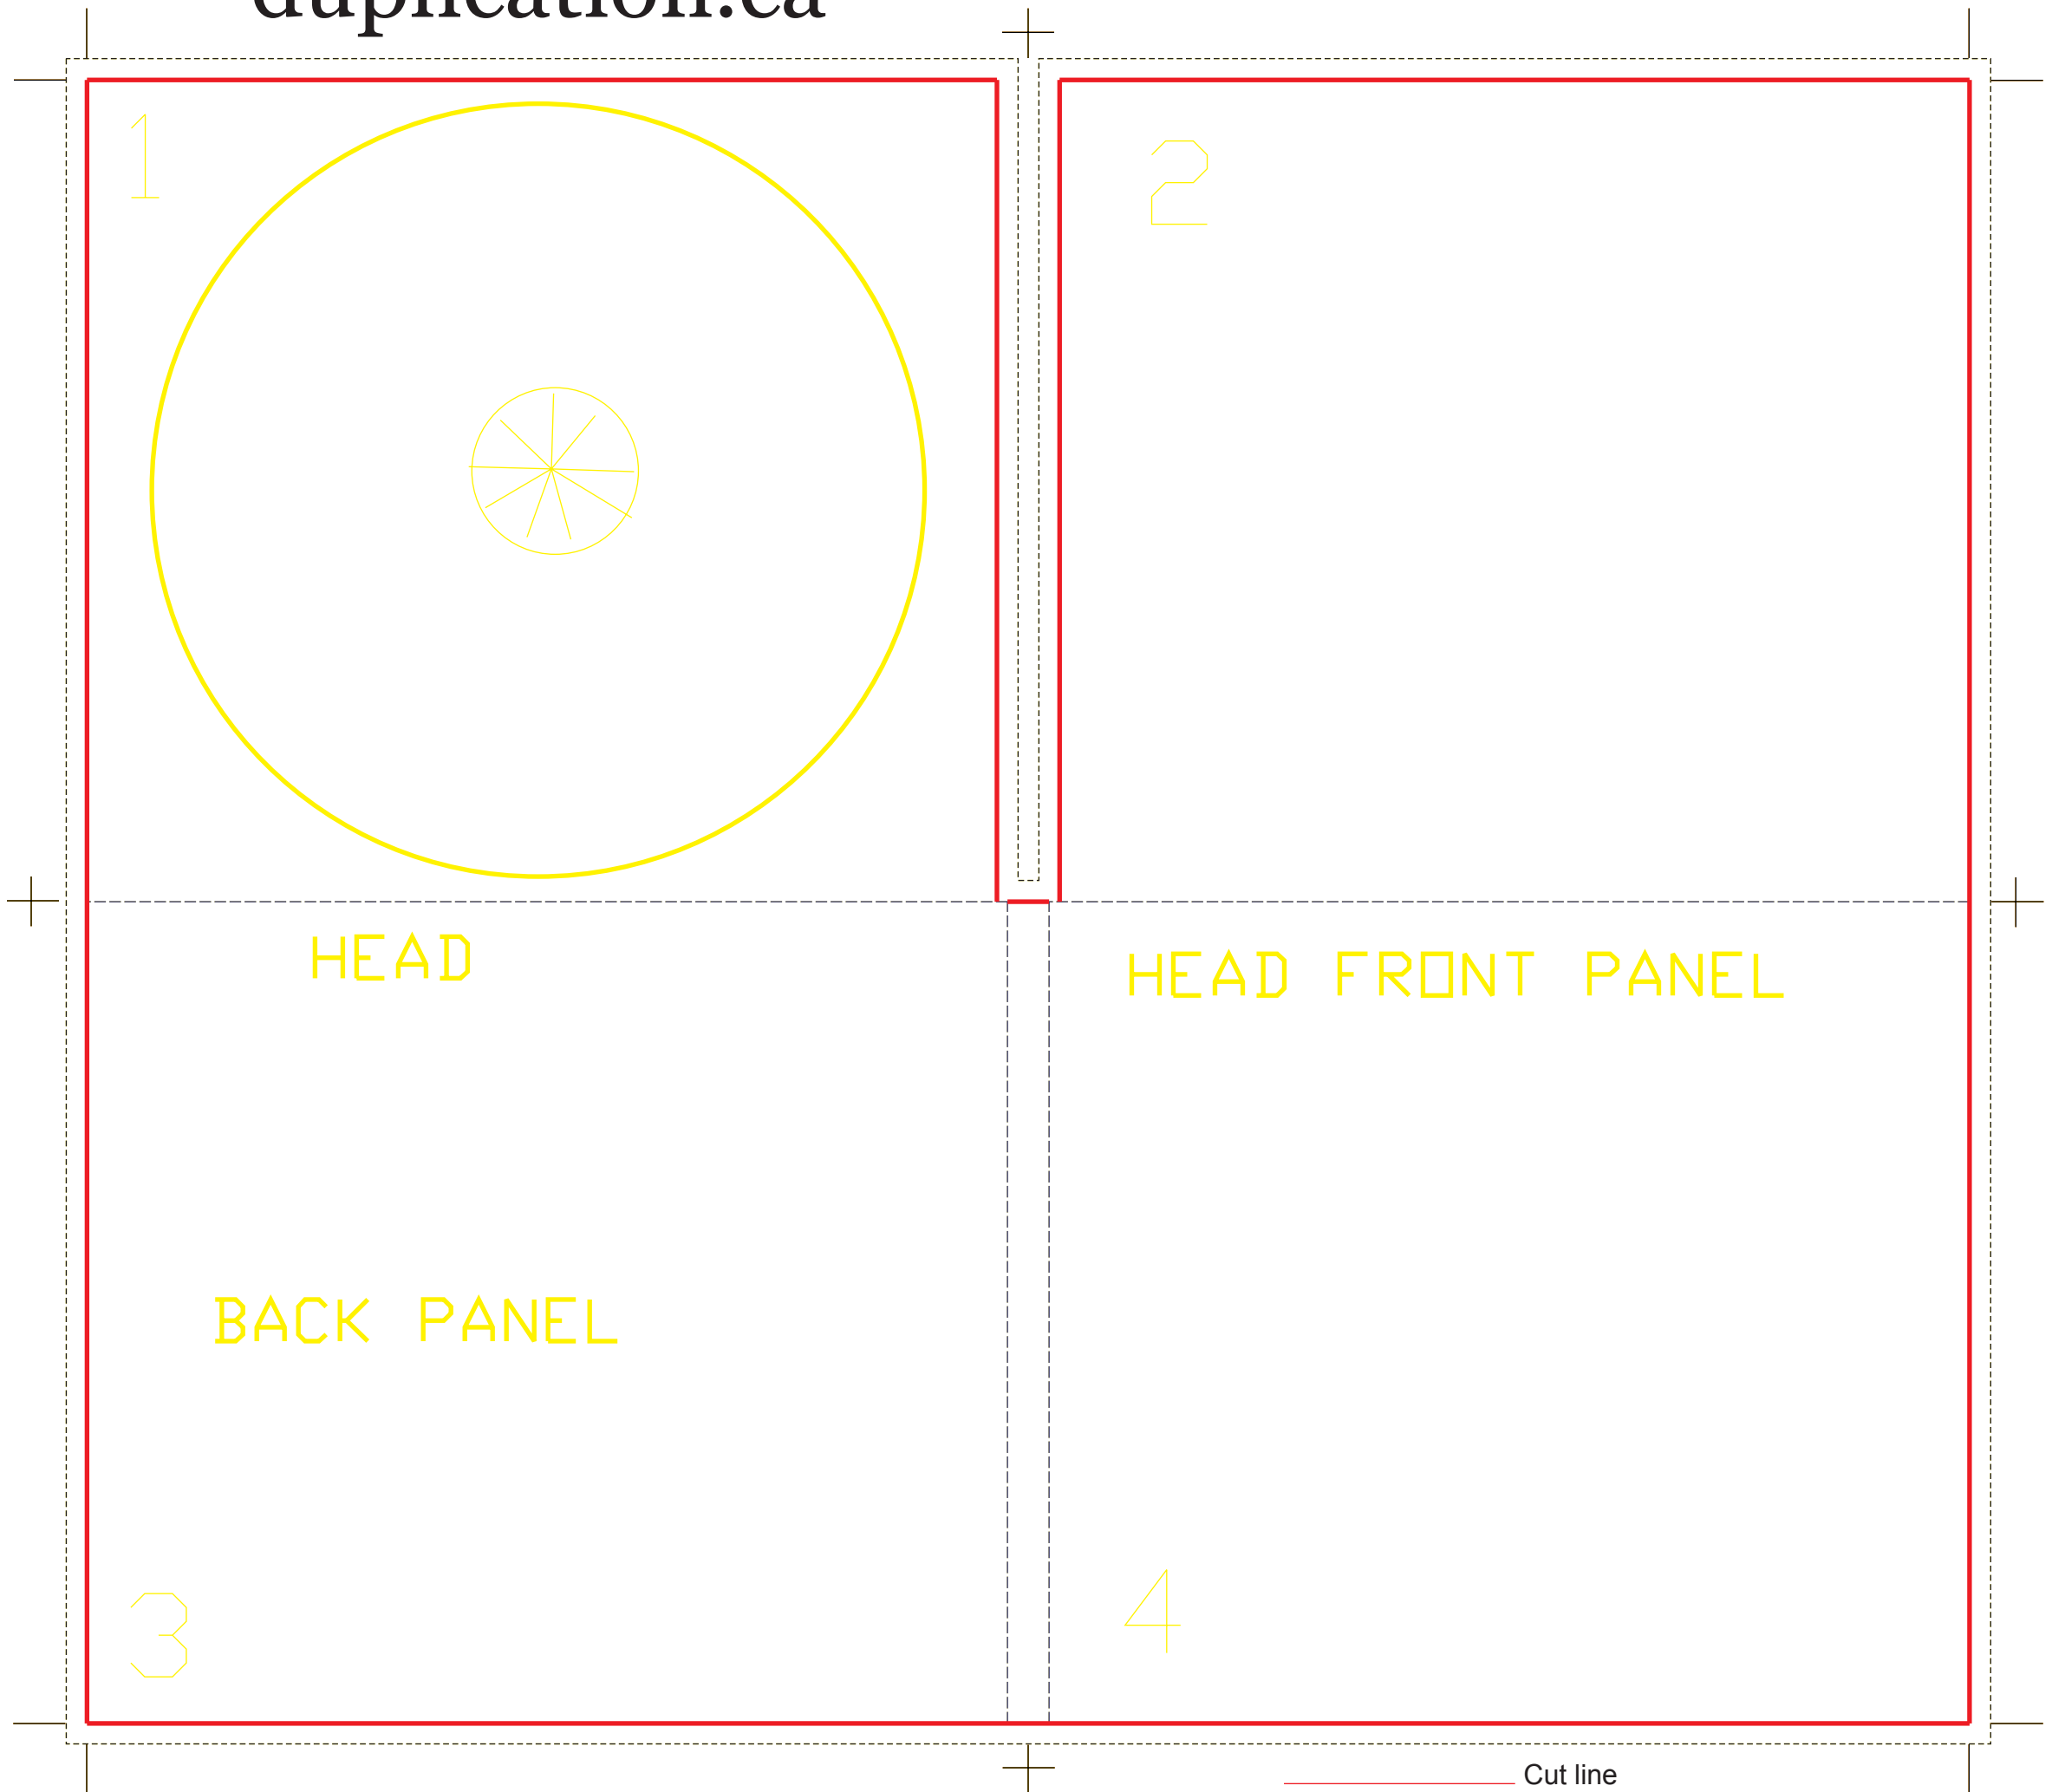 duplication.ca
1
2
HEAD
HEAD FRONT PANEL
BACK PANEL
3
4
Cut line